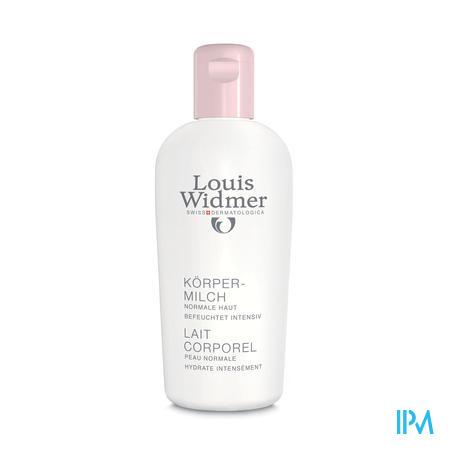 Louis
Widmer
SWISS DERMATOLOGICA
KÖRPER-
MILCH
NORMALE HAUT
BEFEUCHTET INTENSIV
LAIT
CORPOREL
PEAU NORMALE
HYDRATE INTENSÉMENT
IPM